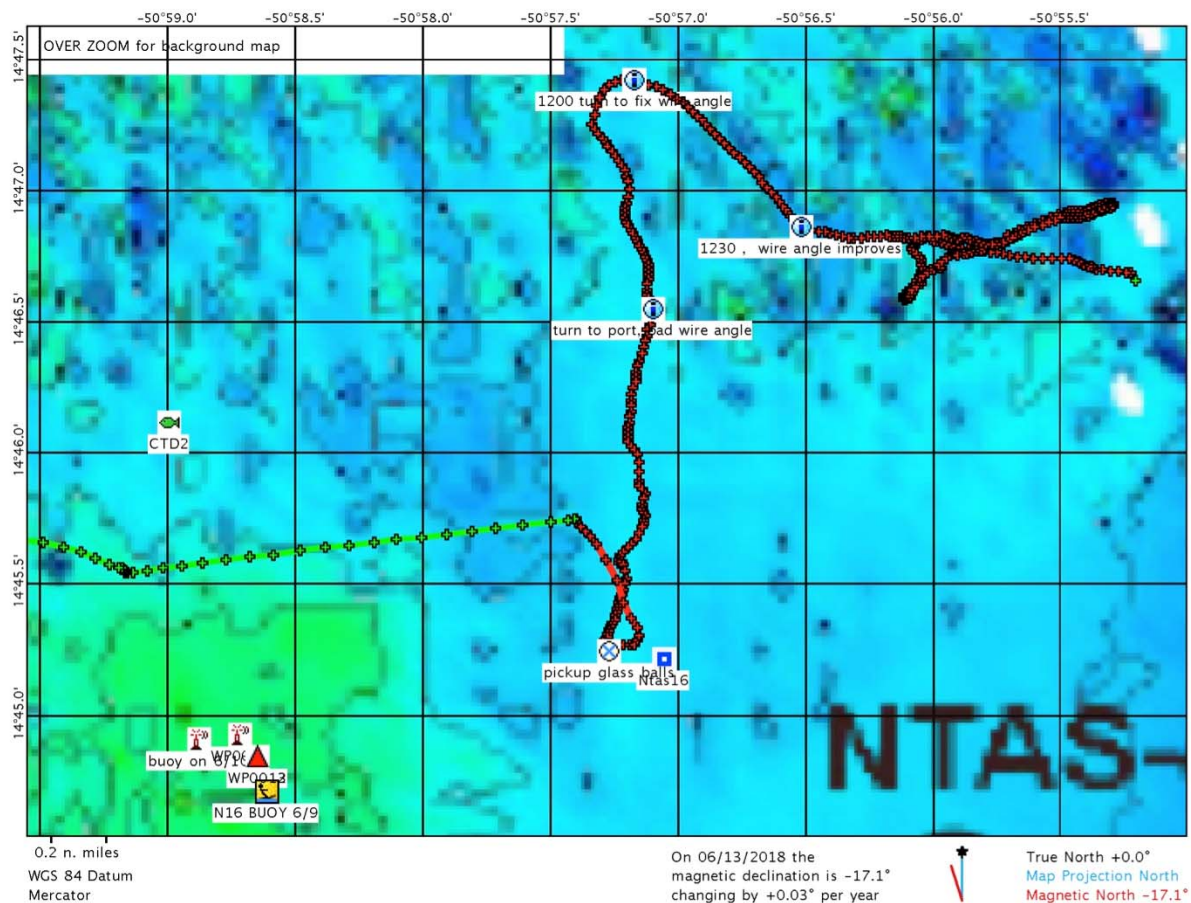 -50°59.0' -50°58.5' -50°58.0' -50°57.5' -50°57.0' -50°56.5' -50°56.0' -50°55.5'
OVER ZOOM for background map
14°47.5'
1200 turn to fix wire angle
14°47.0'
1230 , wire angle improves
14°46.5'
turn to port, bad wire angle
CTD2
14°46.0'
14°45.5'
pickup glass balls
Ntas16
14°45.0'
buoy on 6/10
WP06
WP0013
N16 BUOY 6/9
NTAS-
0.2 n. miles
WGS 84 Datum
Mercator
On 06/13/2018 the
magnetic declination is -17.1°
changing by +0.03° per year
True North +0.0°
Map Projection North
Magnetic North -17.1°